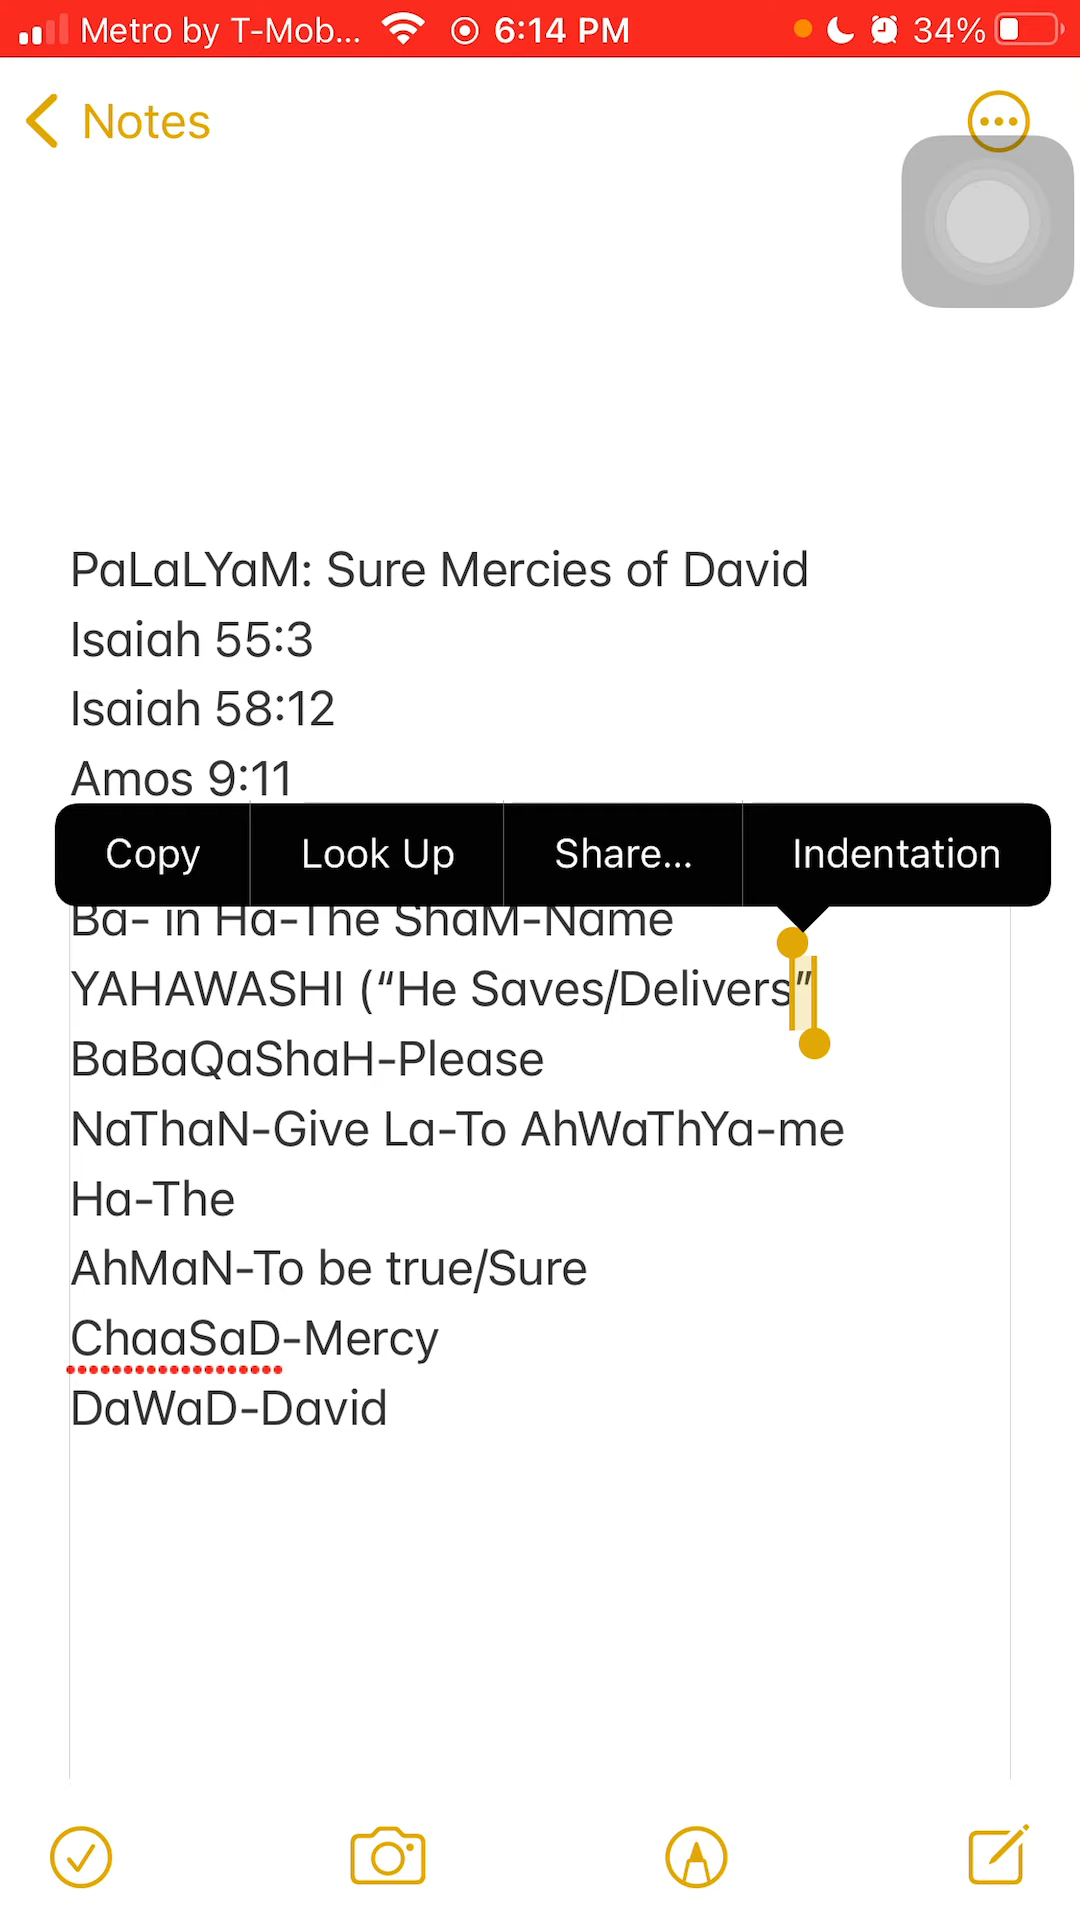 Metro by T-Mob... 6:14 PM 34%
Notes
PaLaLYaM: Sure Mercies of David
Isaiah 55:3
Isaiah 58:12
Amos 9:11
Copy Look Up Share... Indentation
Ba- in Ha-The ShaM-Name
YAHAWASHI (“He Saves/Delivers”
BaBaQaShaH-Please
NaThaN-Give La-To AhWaThYa-me
Ha-The
AhMaN-To be true/Sure
ChaaSaD-Mercy
DaWaD-David